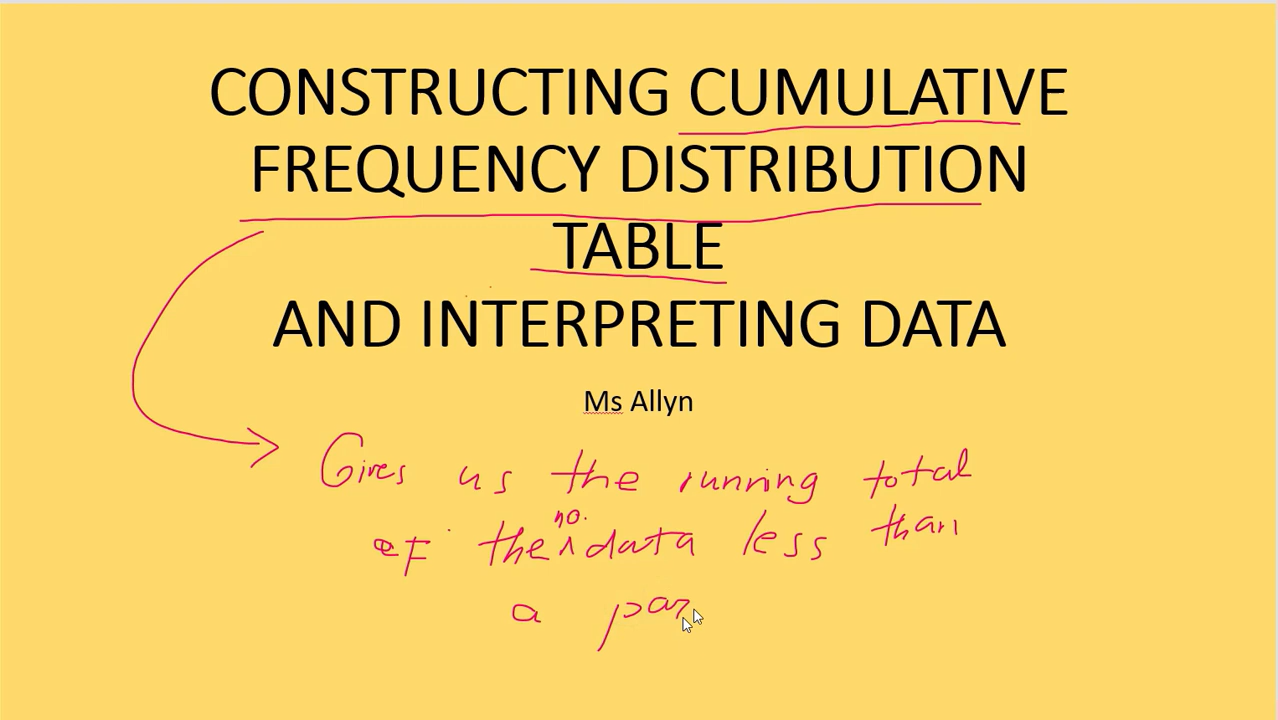 CONSTRUCTING CUMULATIVE
FREQUENCY DISTRIBUTION
TABLE
AND INTERPRETING DATA
Ms Allyn
Gives us the running total
of the no. data less than
a par